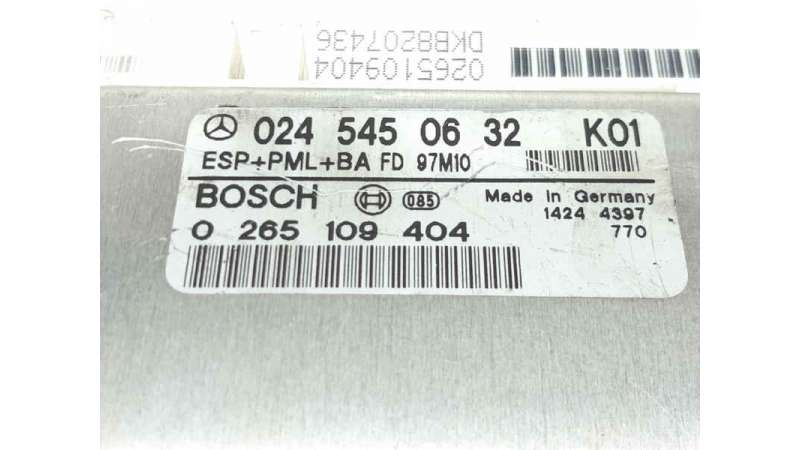 0265109404
DKB8207436
024 545 06 32 K01
ESP+PML+BA FD 97M10
BOSCH 085 Made in Germany
0 265 109 404 1424 4397
770